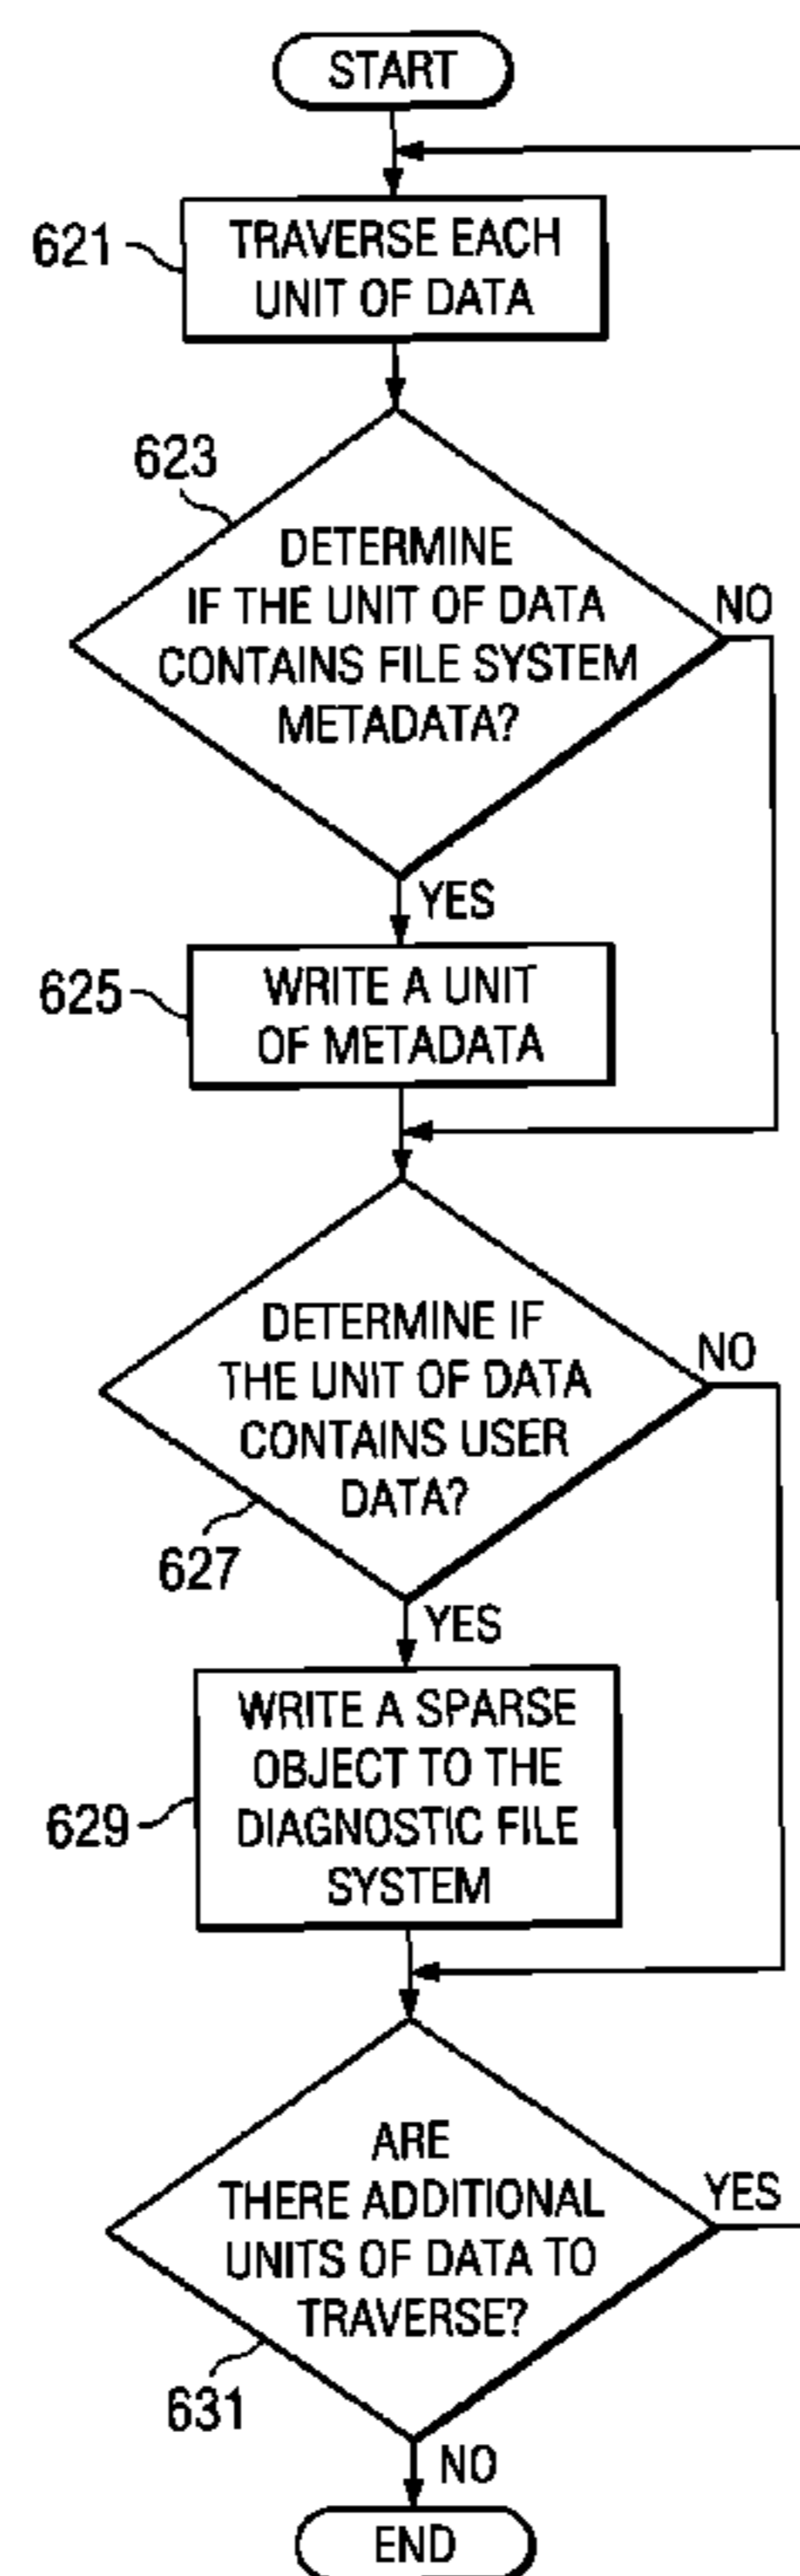 START
621
TRAVERSE EACH
UNIT OF DATA
623
DETERMINE
IF THE UNIT OF DATA
CONTAINS FILE SYSTEM
METADATA?
NO
YES
625
WRITE A UNIT
OF METADATA
DETERMINE IF
THE UNIT OF DATA
CONTAINS USER
DATA?
NO
627
YES
WRITE A SPARSE
OBJECT TO THE
DIAGNOSTIC FILE
SYSTEM
629
ARE
THERE ADDITIONAL
UNITS OF DATA TO
TRAVERSE?
YES
631
NO
END